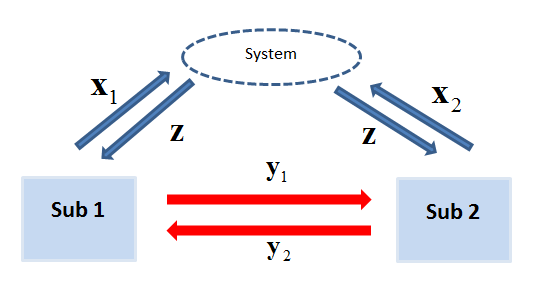 System
x₁
x₂
z
z
y₁
Sub 1
Sub 2
y₂